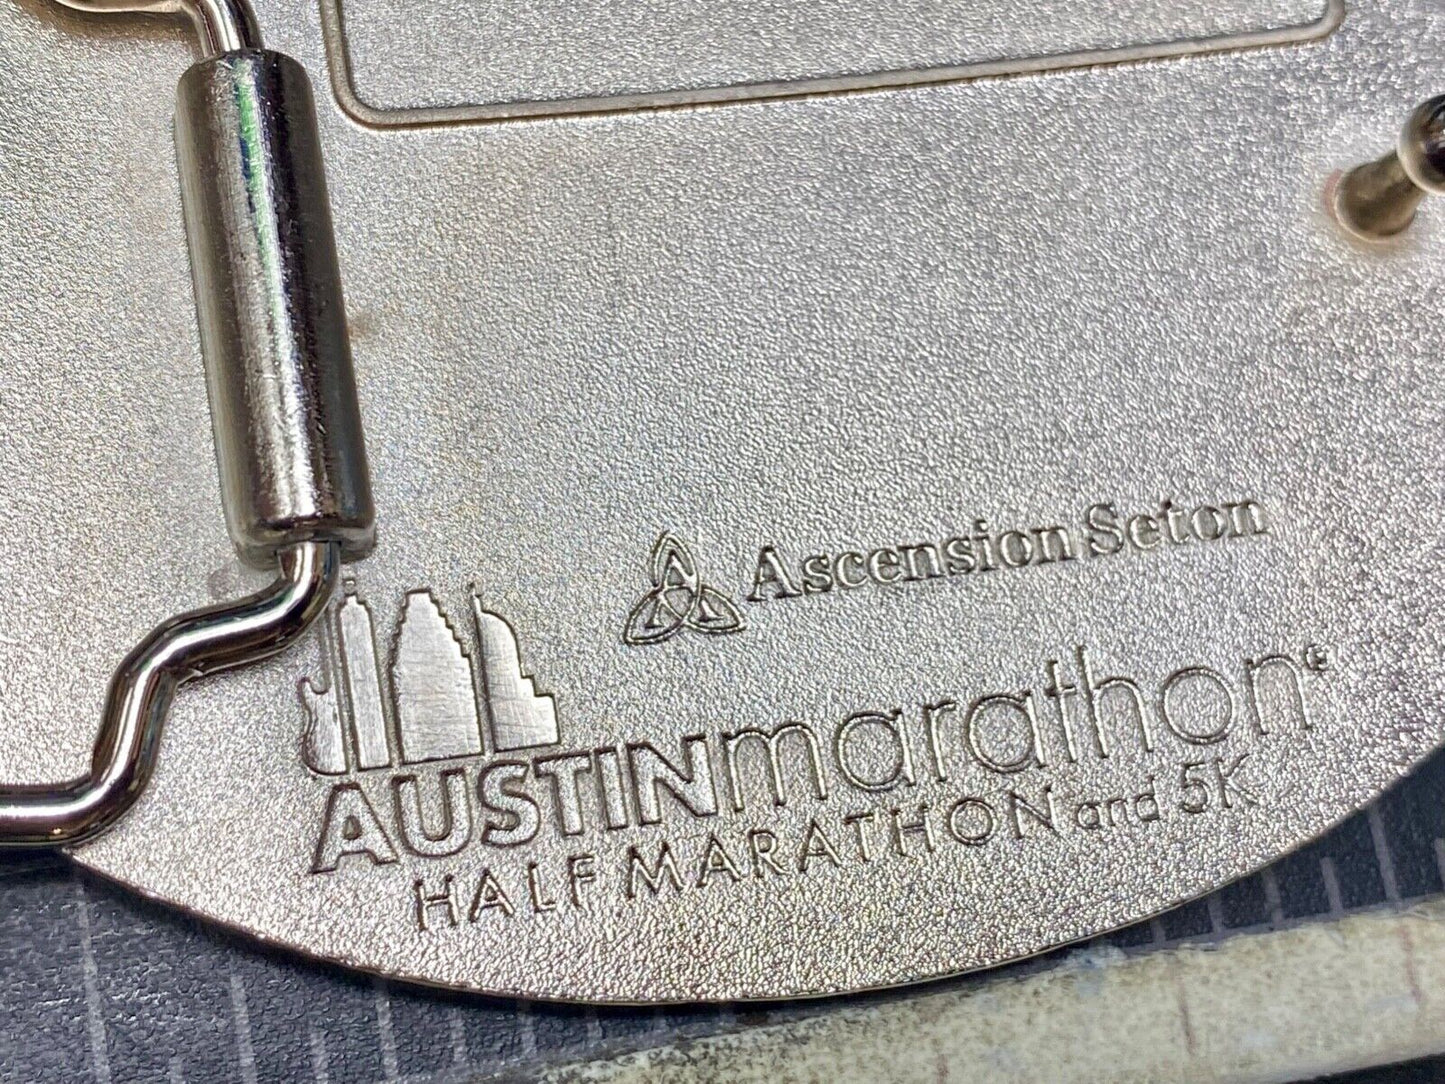 Ascension Seton
AUSTINmarathon®
HALF MARATHON and 5K